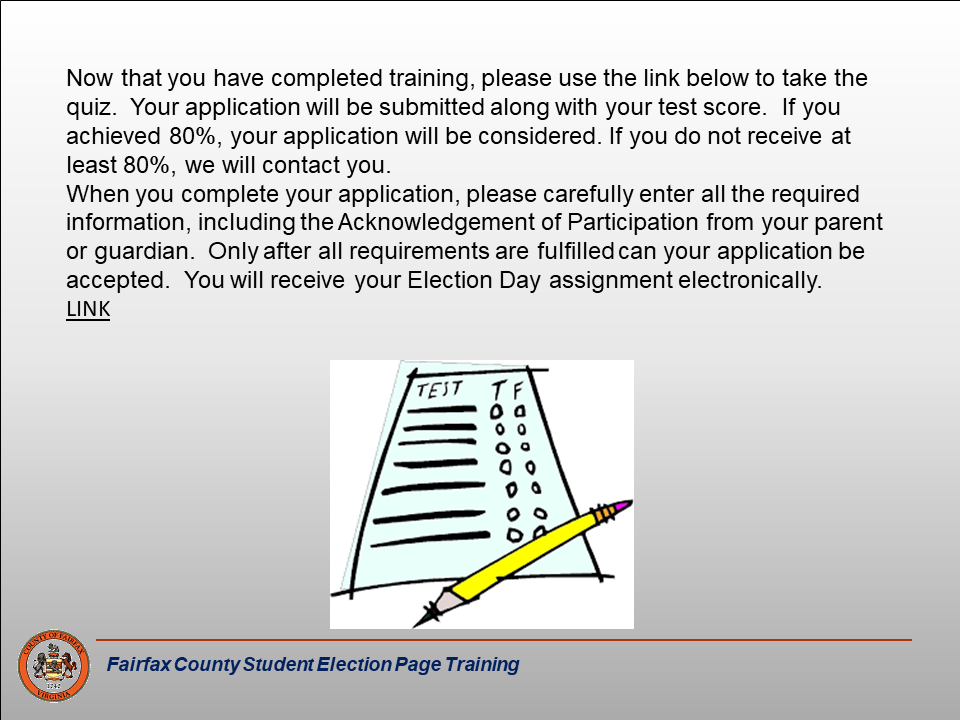 Now that you have completed training, please use the link below to take the
quiz.  Your application will be submitted along with your test score.  If you
achieved 80%, your application will be considered. If you do not receive at
least 80%, we will contact you.
When you complete your application, please carefully enter all the required
information, including the Acknowledgement of Participation from your parent
or guardian.  Only after all requirements are fulfilled can your application be
accepted.  You will receive your Election Day assignment electronically.
LINK
TEST T F
COUNTY OF FAIRFAX
1742
VIRGINIA
Fairfax County Student Election Page Training